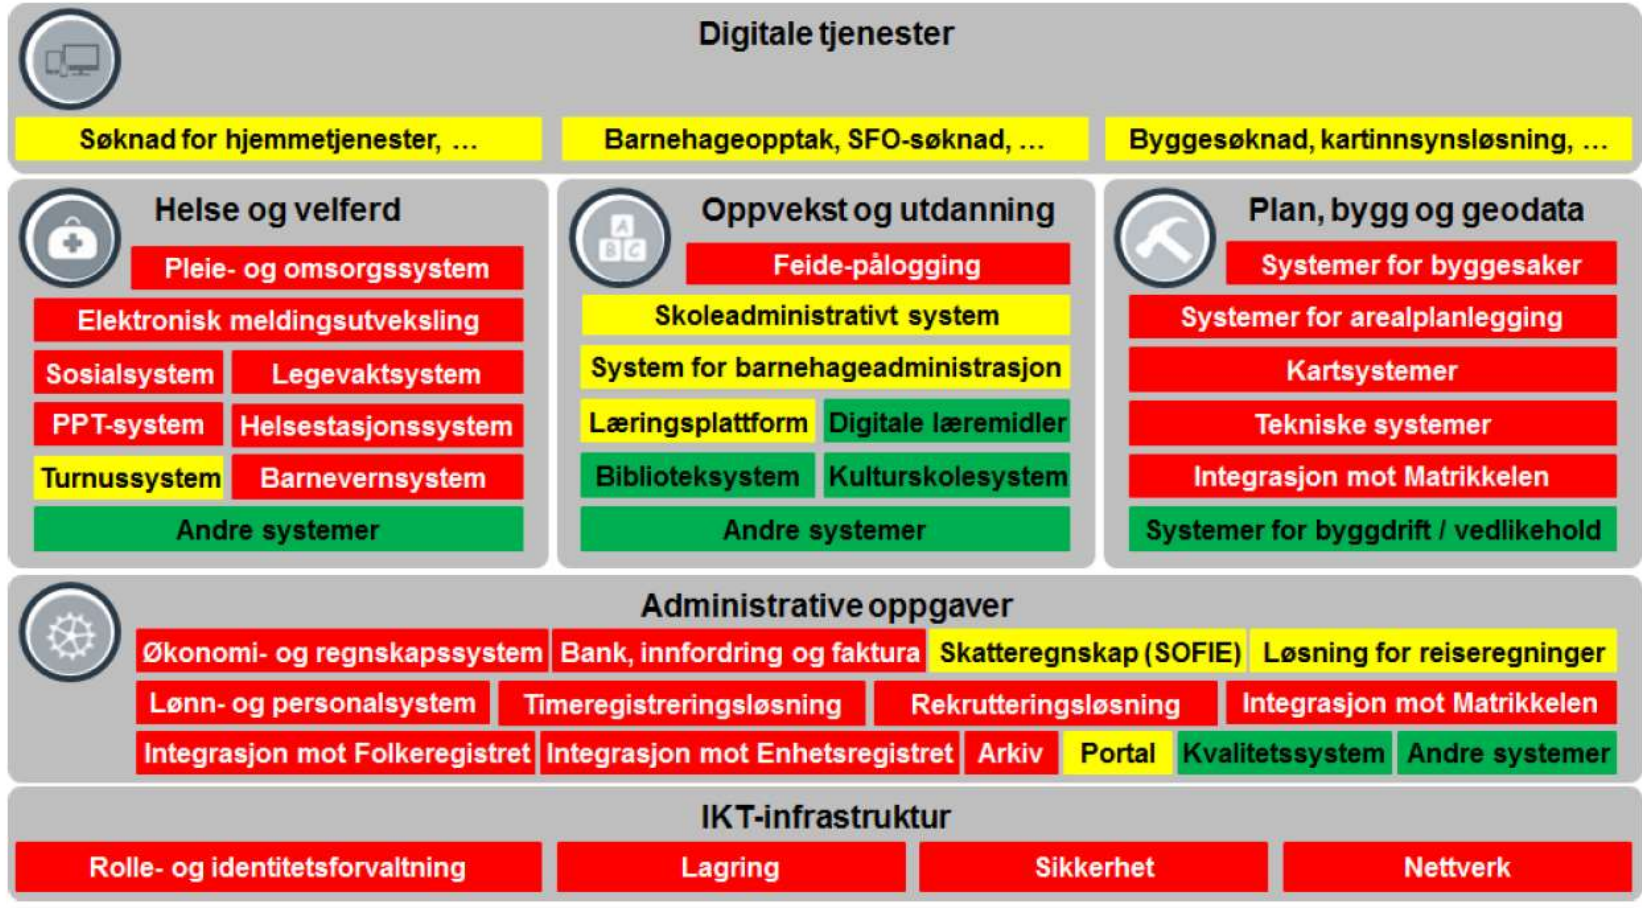 Digitale tjenester
Søknad for hjemmetjenester, ...
Barnehageopptak, SFO-søknad, ...
Byggesøknad, kartinnsynsløsning, ...
Helse og velferd
Pleie- og omsorgssystem
Elektronisk meldingsutveksling
Sosialsystem
Legevaktsystem
PPT-system
Helsestasjonssystem
Turnussystem
Barnevernsystem
Andre systemer
Oppvekst og utdanning
A
B C
Feide-pålogging
Skoleadministrativt system
System for barnehageadministrasjon
Læringsplattform
Digitale læremidler
Biblioteksystem
Kulturskolesystem
Andre systemer
Plan, bygg og geodata
Systemer for byggesaker
Systemer for arealplanlegging
Kartsystemer
Tekniske systemer
Integrasjon mot Matrikkelen
Systemer for byggdrift / vedlikehold
Administrative oppgaver
Økonomi- og regnskapssystem
Bank, innfordring og faktura
Skatteregnskap (SOFIE)
Løsning for reiseregninger
Lønn- og personalsystem
Timeregistreringsløsning
Rekrutteringsløsning
Integrasjon mot Matrikkelen
Integrasjon mot Folkeregistret
Integrasjon mot Enhetsregistret
Arkiv
Portal
Kvalitetssystem
Andre systemer
IKT-infrastruktur
Rolle- og identitetsforvaltning
Lagring
Sikkerhet
Nettverk